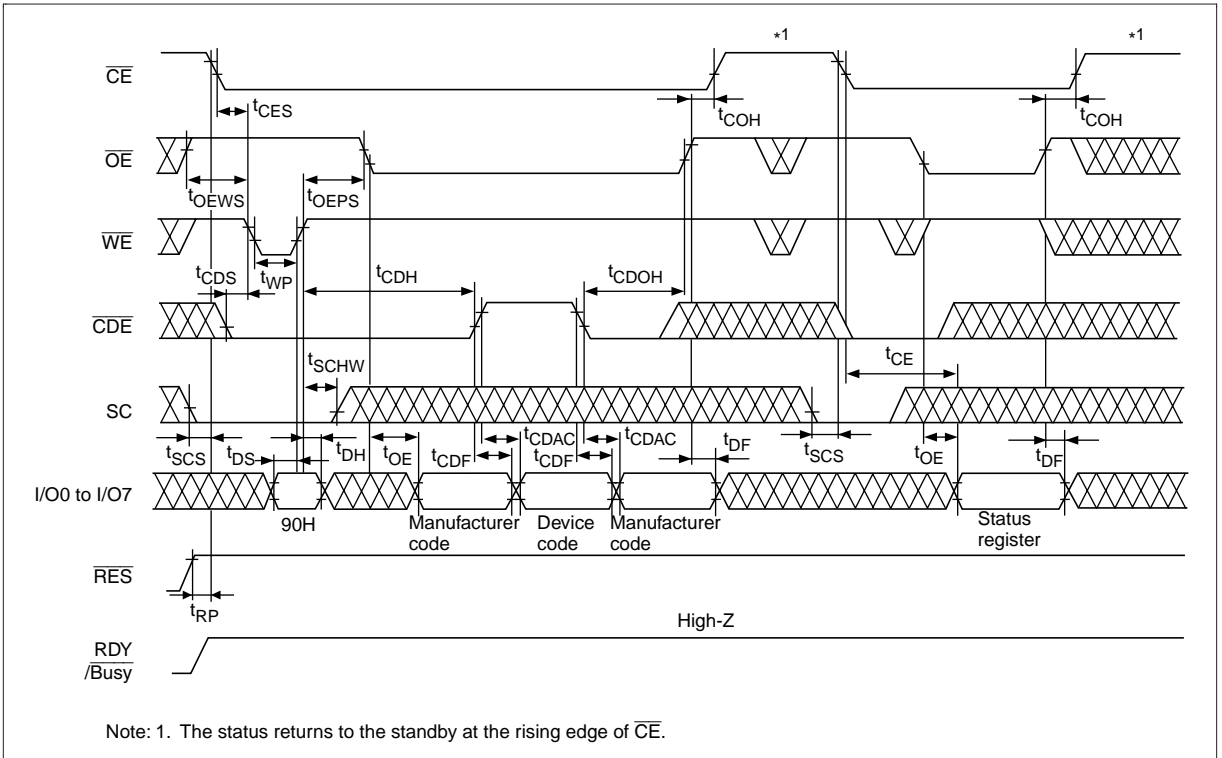 *1 *1
CE
tCES tCOH tCOH
OE
tOEWS tOEPS
WE
tCDS tWP tCDH tCDOH
CDE
tSCHW tCE
SC
tSCS tDS tDH tOE tCDF tCDAC tCDF tCDAC tDF tSCS tOE tDF
I/O0 to I/O7
90H Manufacturer code Device code Manufacturer code Status register
RES
tRP
High-Z
RDY
/Busy
Note: 1. The status returns to the standby at the rising edge of CE.